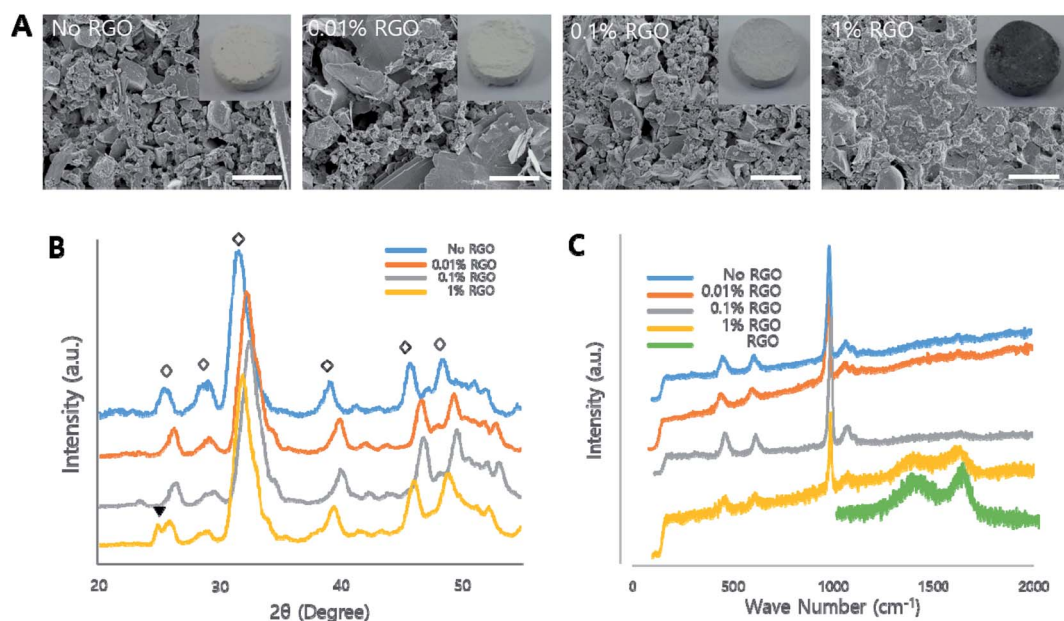 A
No RGO
0.01% RGO
0.1% RGO
1% RGO
B
No RGO
0.01% RGO
0.1% RGO
1% RGO
Intensity (a.u.)
20
30
40
50
2θ (Degree)
C
No RGO
0.01% RGO
0.1% RGO
1% RGO
RGO
Intensity (a.u.)
0
500
1000
1500
2000
Wave Number (cm⁻¹)